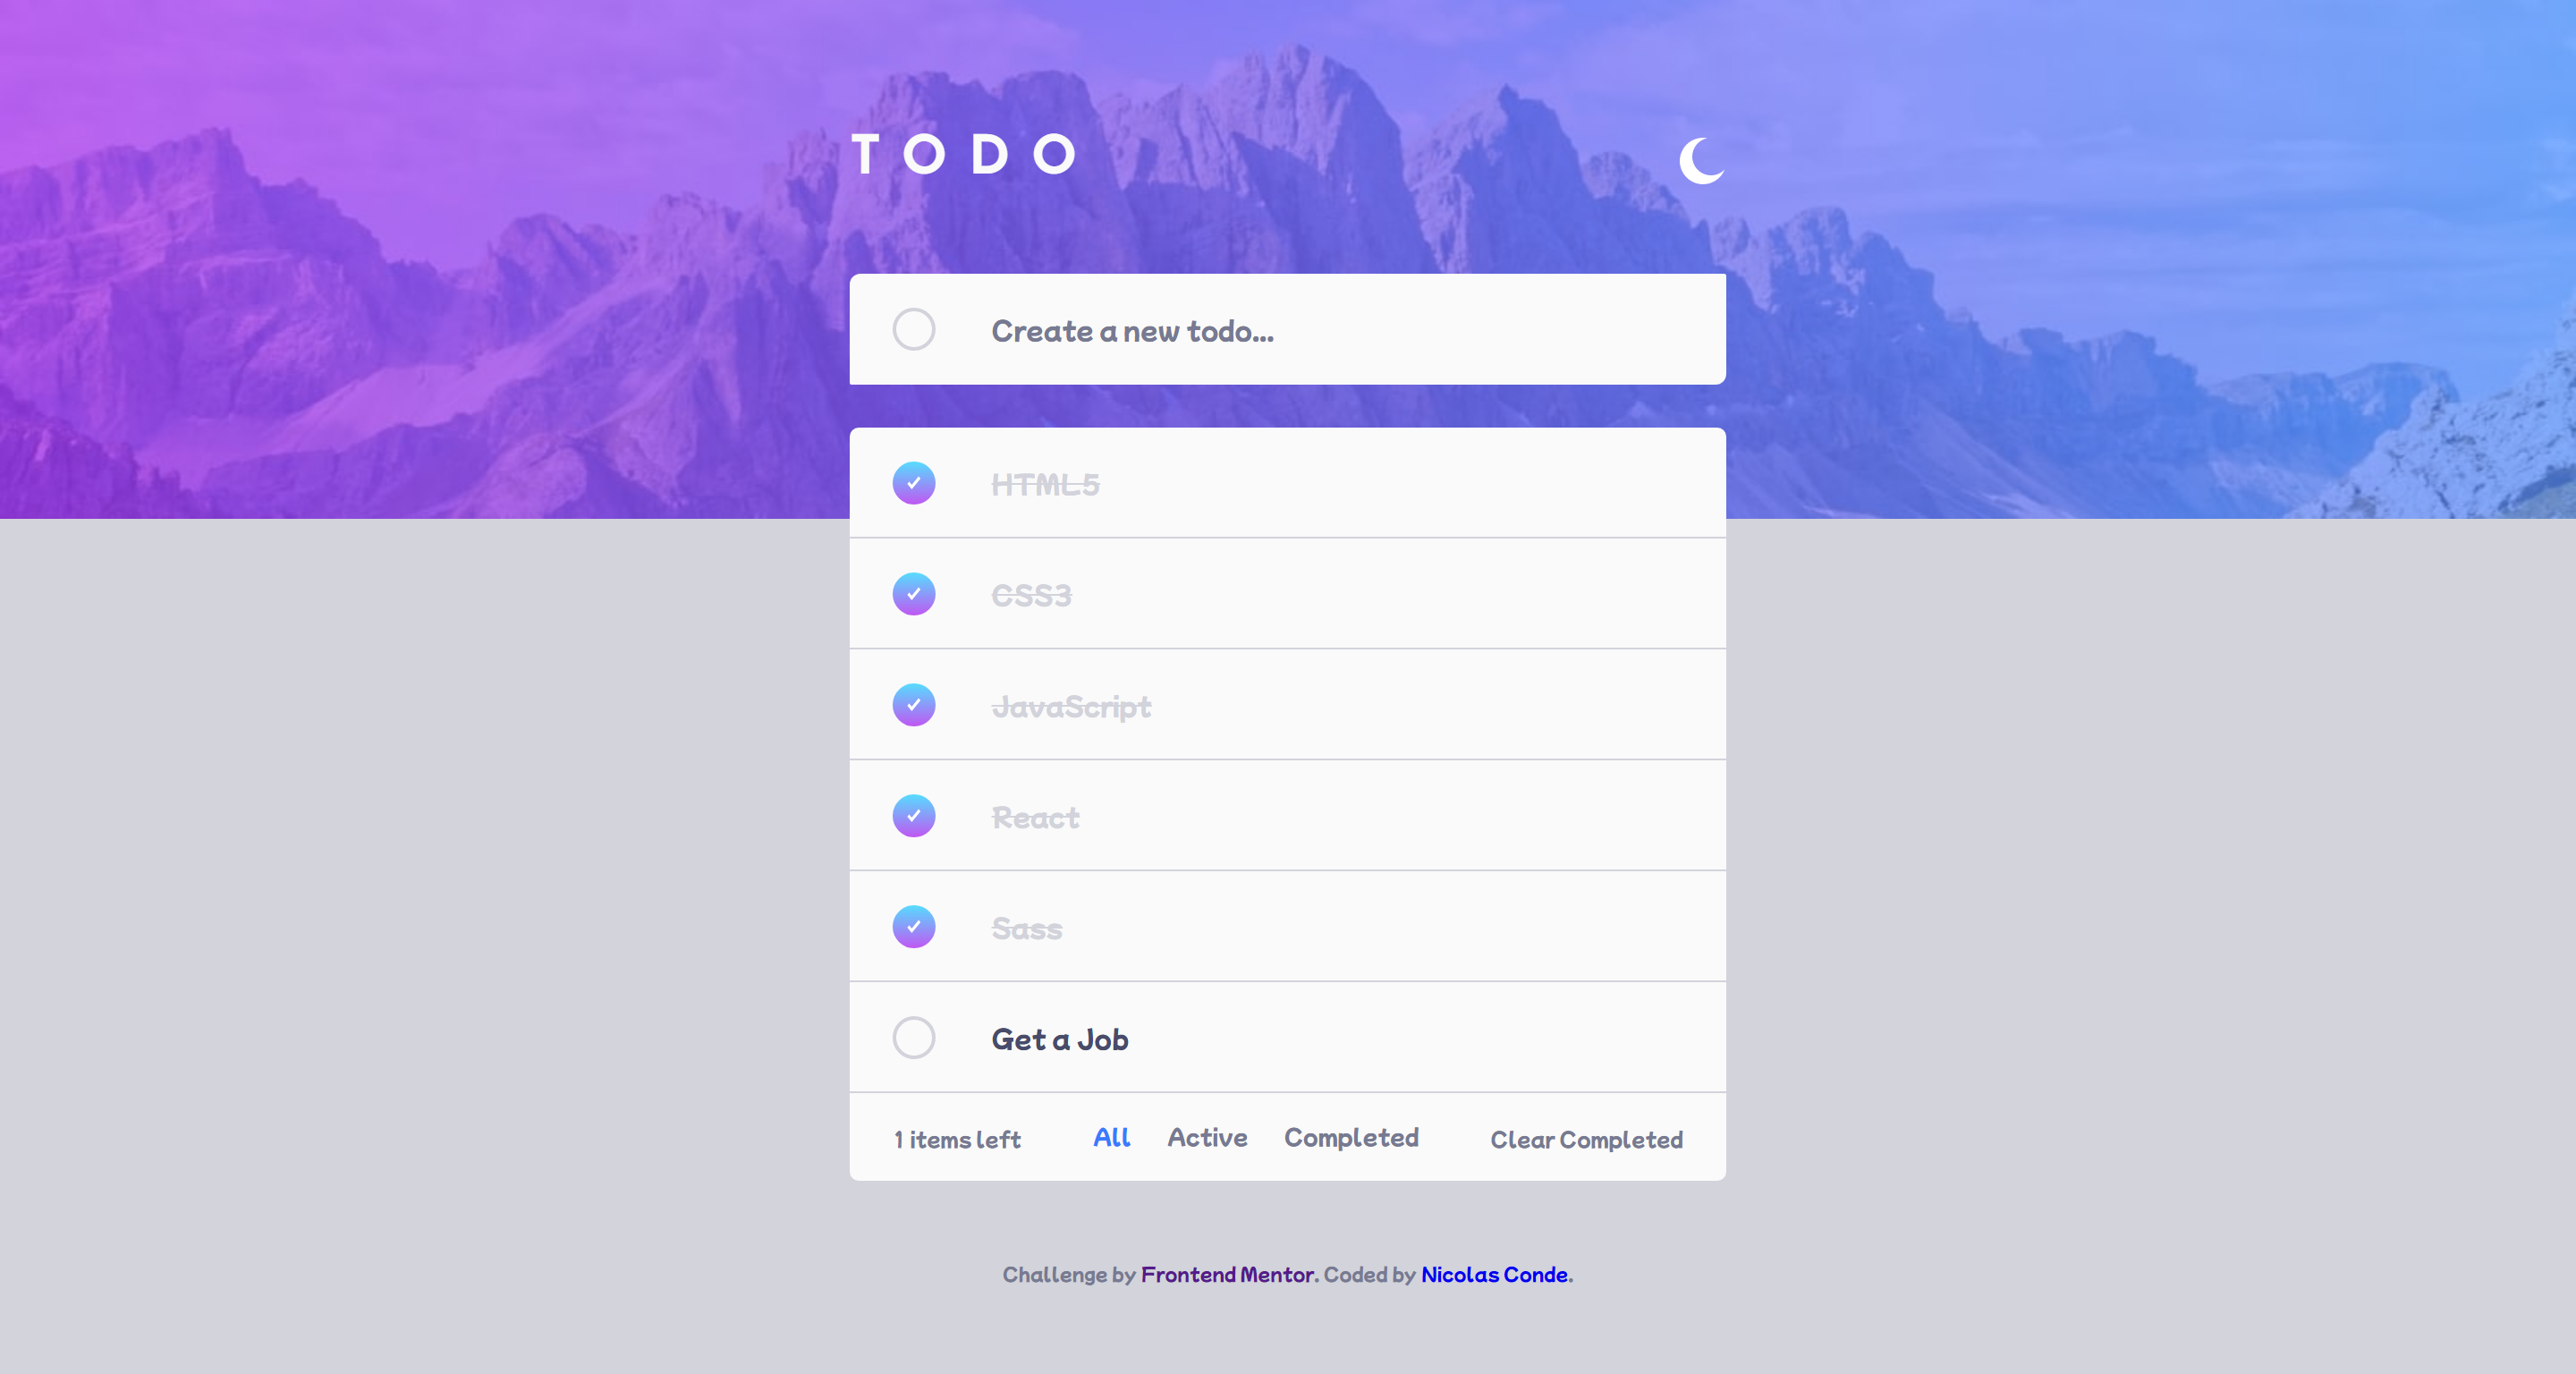 TODO
Create a new todo...
HTML5
CSS3
JavaScript
React
Sass
Get a Job
1 items left All Active Completed Clear Completed
Challenge by Frontend Mentor. Coded by Nicolas Conde.